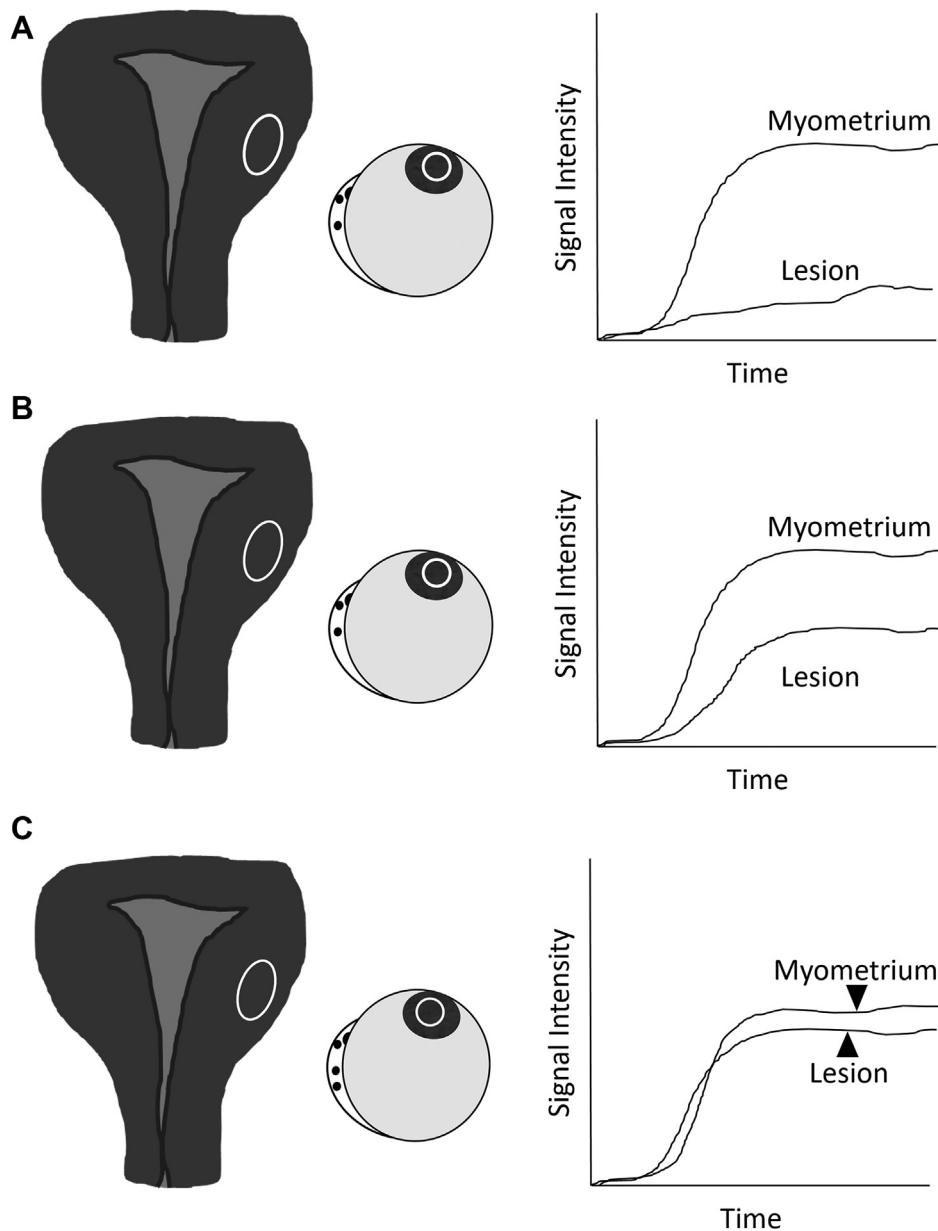 A
Signal Intensity
Myometrium
Lesion
Time
B
Signal Intensity
Myometrium
Lesion
Time
C
Signal Intensity
Myometrium
Lesion
Time